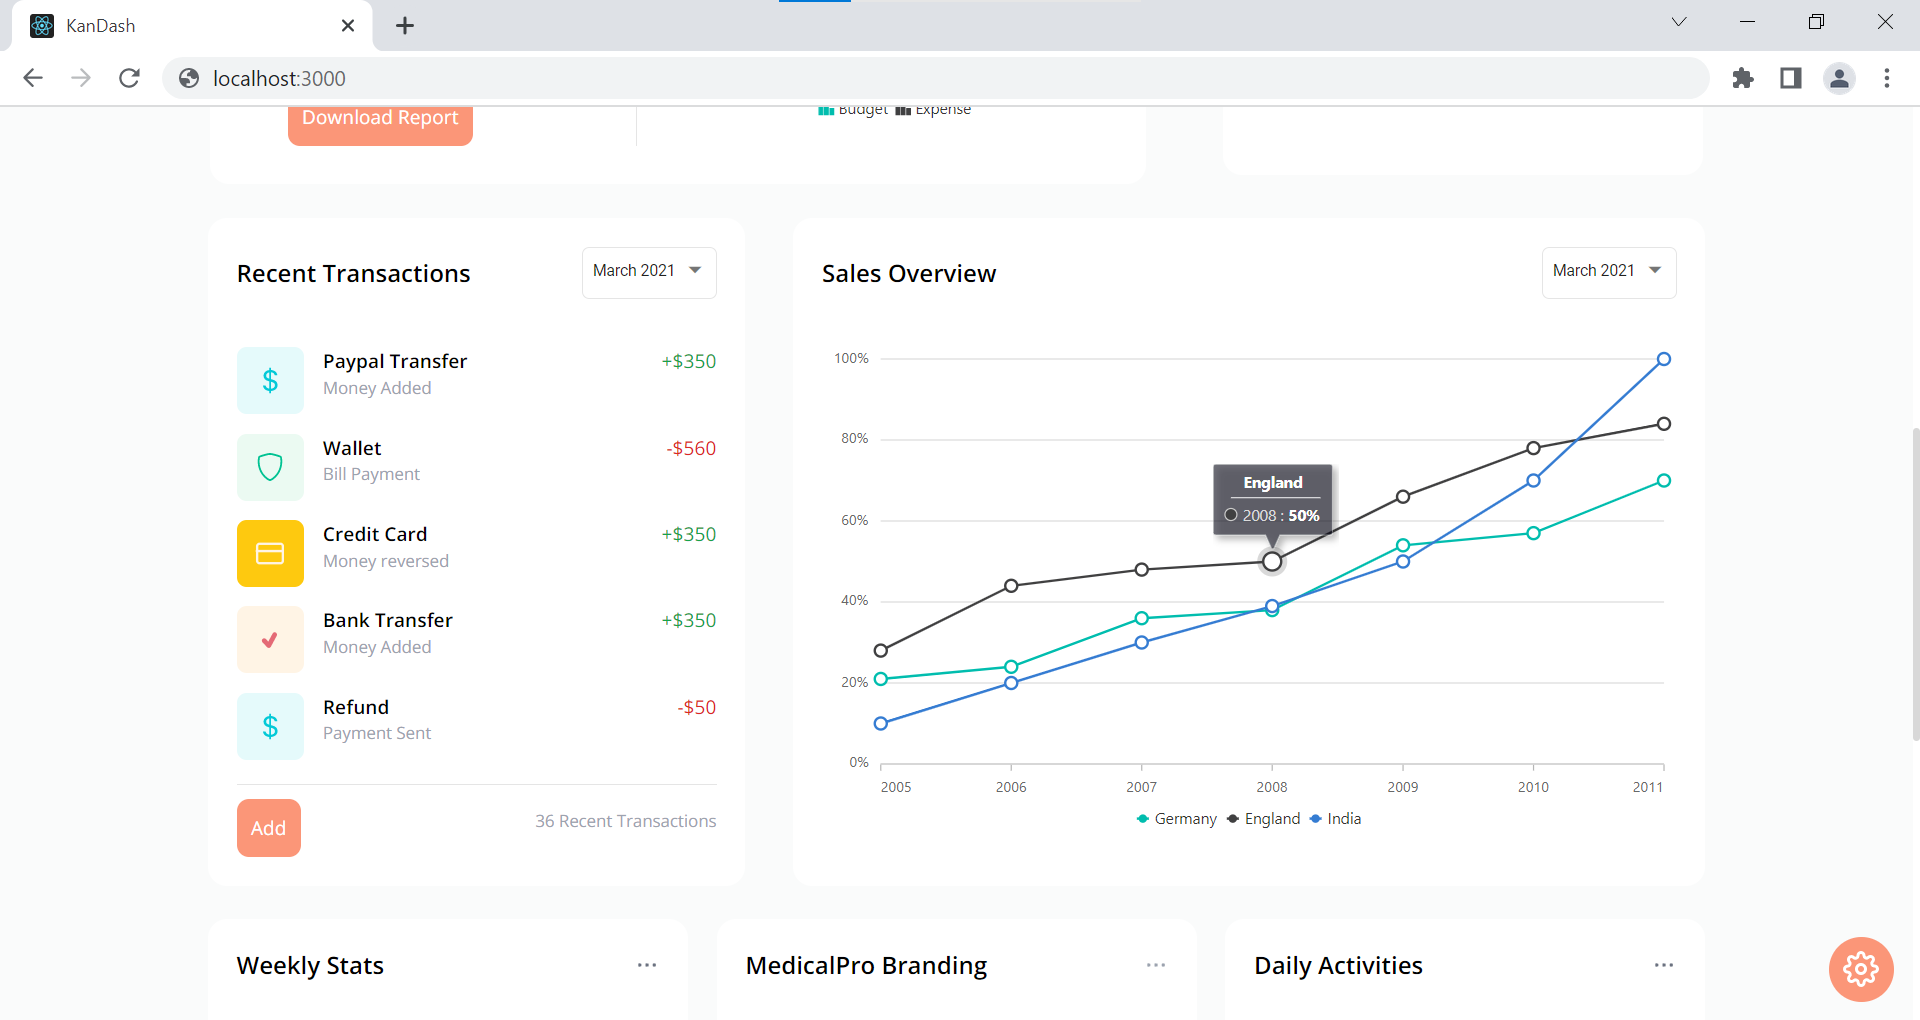 KanDash
localhost:3000
Download Report
Budget Expense
Recent Transactions
March 2021
Paypal Transfer
Money Added
+$350
Wallet
Bill Payment
-$560
Credit Card
Money reversed
+$350
Bank Transfer
Money Added
+$350
Refund
Payment Sent
-$50
Add
36 Recent Transactions
Sales Overview
March 2021
100%
80%
60%
40%
20%
0%
England
2008 : 50%
2005 2006 2007 2008 2009 2010 2011
Germany England India
Weekly Stats
MedicalPro Branding
Daily Activities